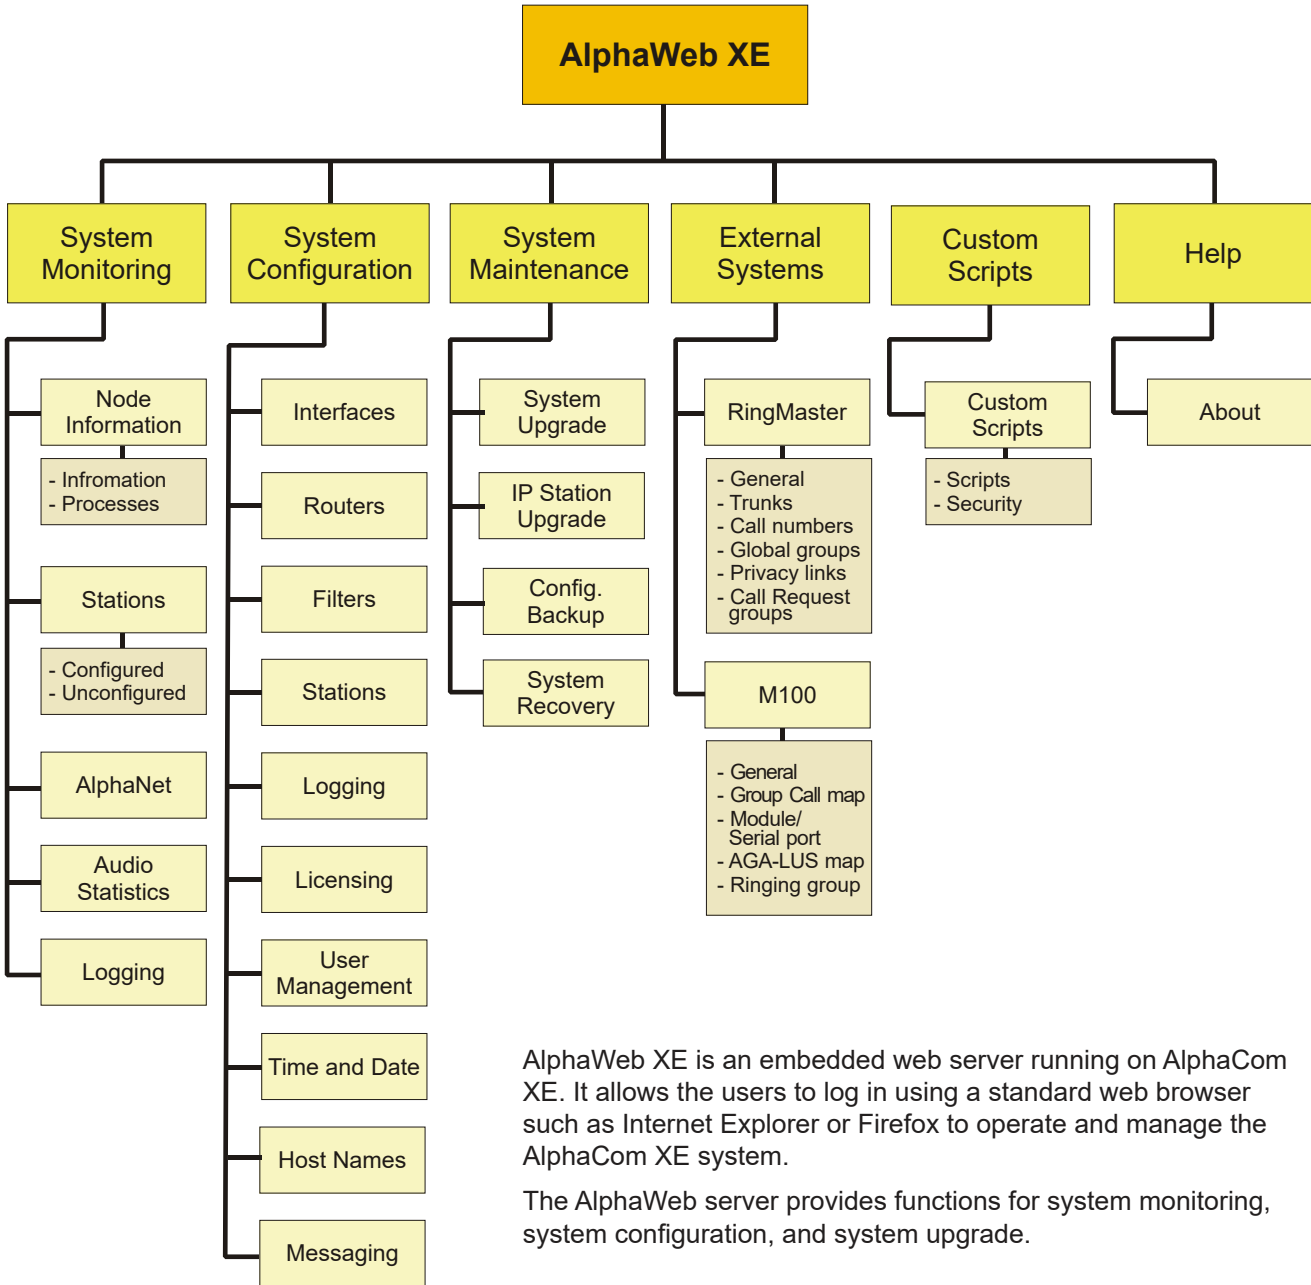 AlphaWeb XE
System
Monitoring
System
Configuration
System
Maintenance
External
Systems
Custom
Scripts
Help
Node
Information
- Infromation
- Processes
Stations
- Configured
- Unconfigured
AlphaNet
Audio
Statistics
Logging
Interfaces
Routers
Filters
Stations
Logging
Licensing
User
Management
Time and Date
Host Names
Messaging
System
Upgrade
IP Station
Upgrade
Config.
Backup
System
Recovery
RingMaster
- General
- Trunks
- Call numbers
- Global groups
- Privacy links
- Call Request
groups
M100
- General
- Group Call map
- Module/
Serial port
- AGA-LUS map
- Ringing group
Custom
Scripts
- Scripts
- Security
About
AlphaWeb XE is an embedded web server running on AlphaCom
XE. It allows the users to log in using a standard web browser
such as Internet Explorer or Firefox to operate and manage the
AlphaCom XE system.
The AlphaWeb server provides functions for system monitoring,
system configuration, and system upgrade.